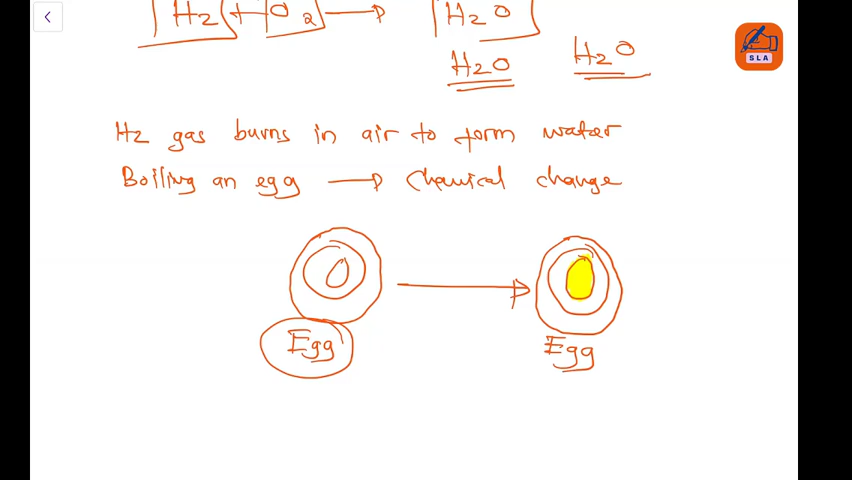 H2 + O2 → H2O
H2O H2O
SLA
H2 gas burns in air to form water
Boiling an egg → Chemical change
Egg Egg